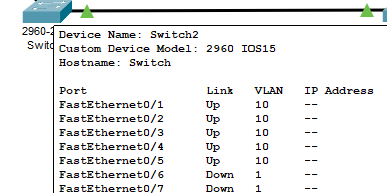 2960-2
Switc
Device Name: Switch2
Custom Device Model: 2960 IOS15
Hostname: Switch
Port Link VLAN IP Address
FastEthernet0/1 Up 10 --
FastEthernet0/2 Up 10 --
FastEthernet0/3 Up 10 --
FastEthernet0/4 Up 10 --
FastEthernet0/5 Up 10 --
FastEthernet0/6 Down 1 --
FastEthernet0/7 Down 1 --